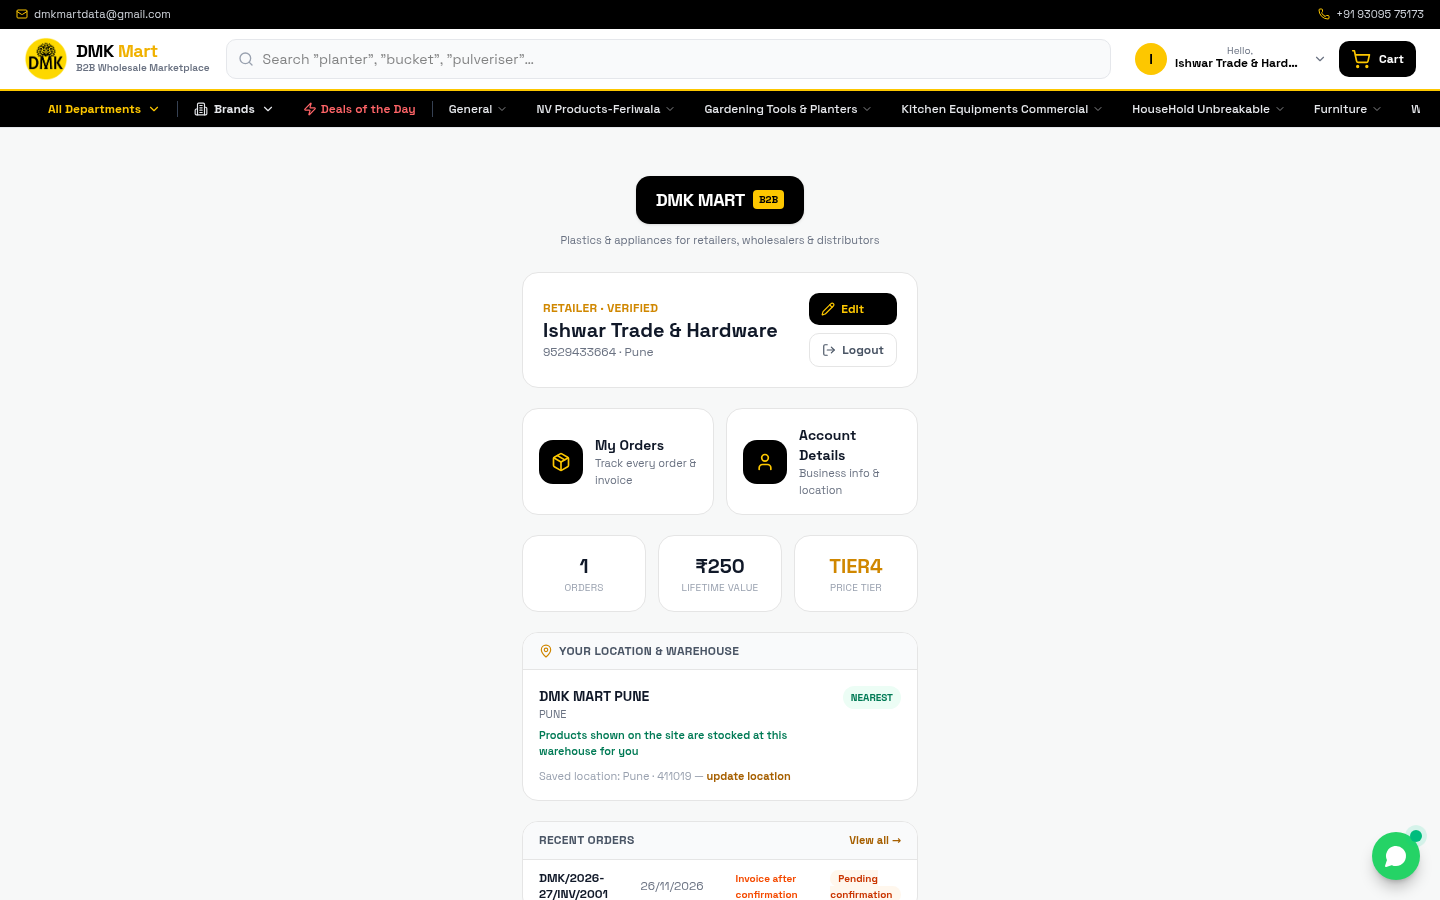 dmkmartdata@gmail.com
+91 93095 75173
DMK
DMK Mart
B2B Wholesale Marketplace
Search "planter", "bucket", "pulveriser"...
I
Hello,
Ishwar Trade & Hard...
Cart
All Departments
Brands
Deals of the Day
General
NV Products-Feriwala
Gardening Tools & Planters
Kitchen Equipments Commercial
HouseHold Unbreakable
Furniture
DMK MART B2B
Plastics & appliances for retailers, wholesalers & distributors
RETAILER · VERIFIED
Ishwar Trade & Hardware
9529433664 · Pune
Edit
Logout
My Orders
Track every order &
invoice
Account
Details
Business info &
location
1
ORDERS
₹250
LIFETIME VALUE
TIER4
PRICE TIER
YOUR LOCATION & WAREHOUSE
DMK MART PUNE
NEAREST
PUNE
Products shown on the site are stocked at this
warehouse for you
Saved location: Pune · 411019 — update location
RECENT ORDERS
View all →
DMK/2026-
27/INV/2001
26/11/2026
Invoice after
confirmation
Pending
confirmation